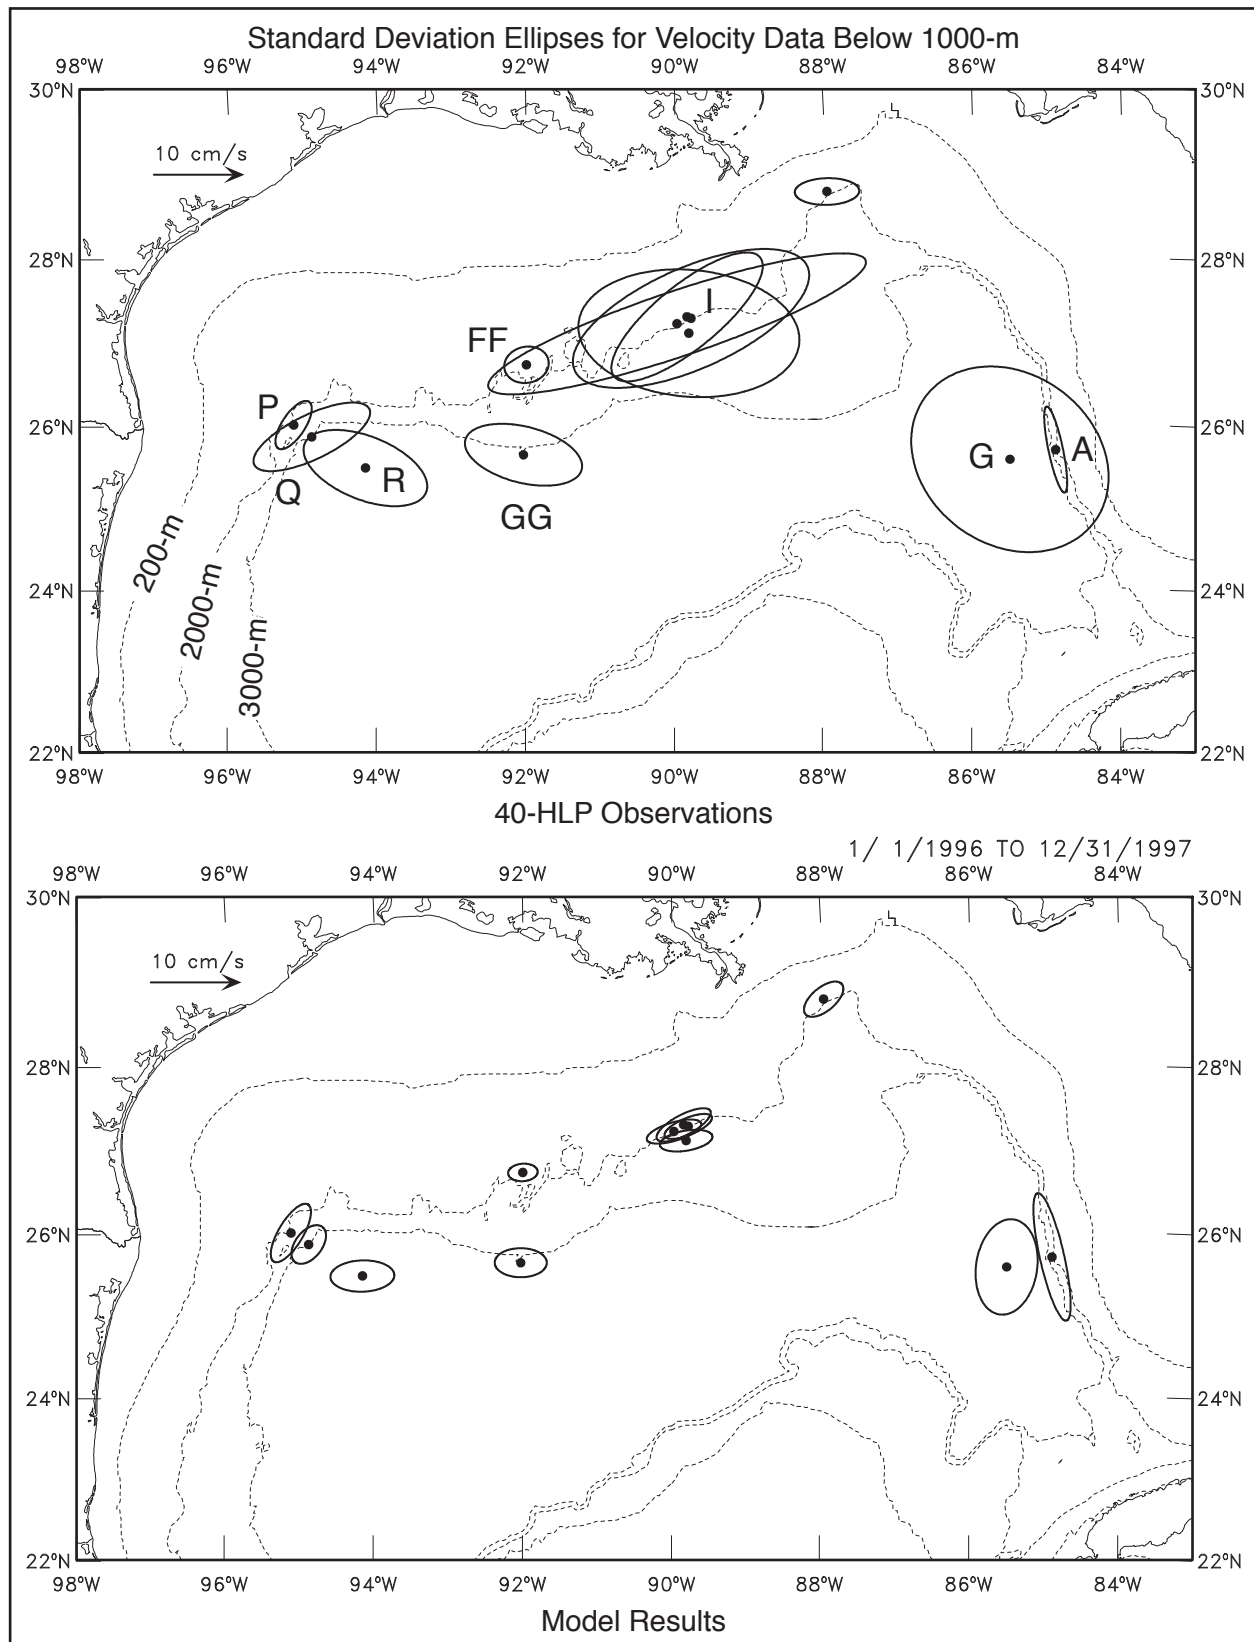 Standard Deviation Ellipses for Velocity Data Below 1000-m
98°W 96°W 94°W 92°W 90°W 88°W 86°W 84°W
30°N 30°N
10 cm/s
28°N 28°N
I
FF
P
26°N 26°N
G A
Q R
GG
200-m
24°N 24°N
2000-m
3000-m
22°N 22°N
98°W 96°W 94°W 92°W 90°W 88°W 86°W 84°W
40-HLP Observations
1/ 1/1996 TO 12/31/1997
98°W 96°W 94°W 92°W 90°W 88°W 86°W 84°W
30°N 30°N
10 cm/s
28°N 28°N
26°N 26°N
24°N 24°N
22°N 22°N
98°W 96°W 94°W 92°W 90°W 88°W 86°W 84°W
Model Results